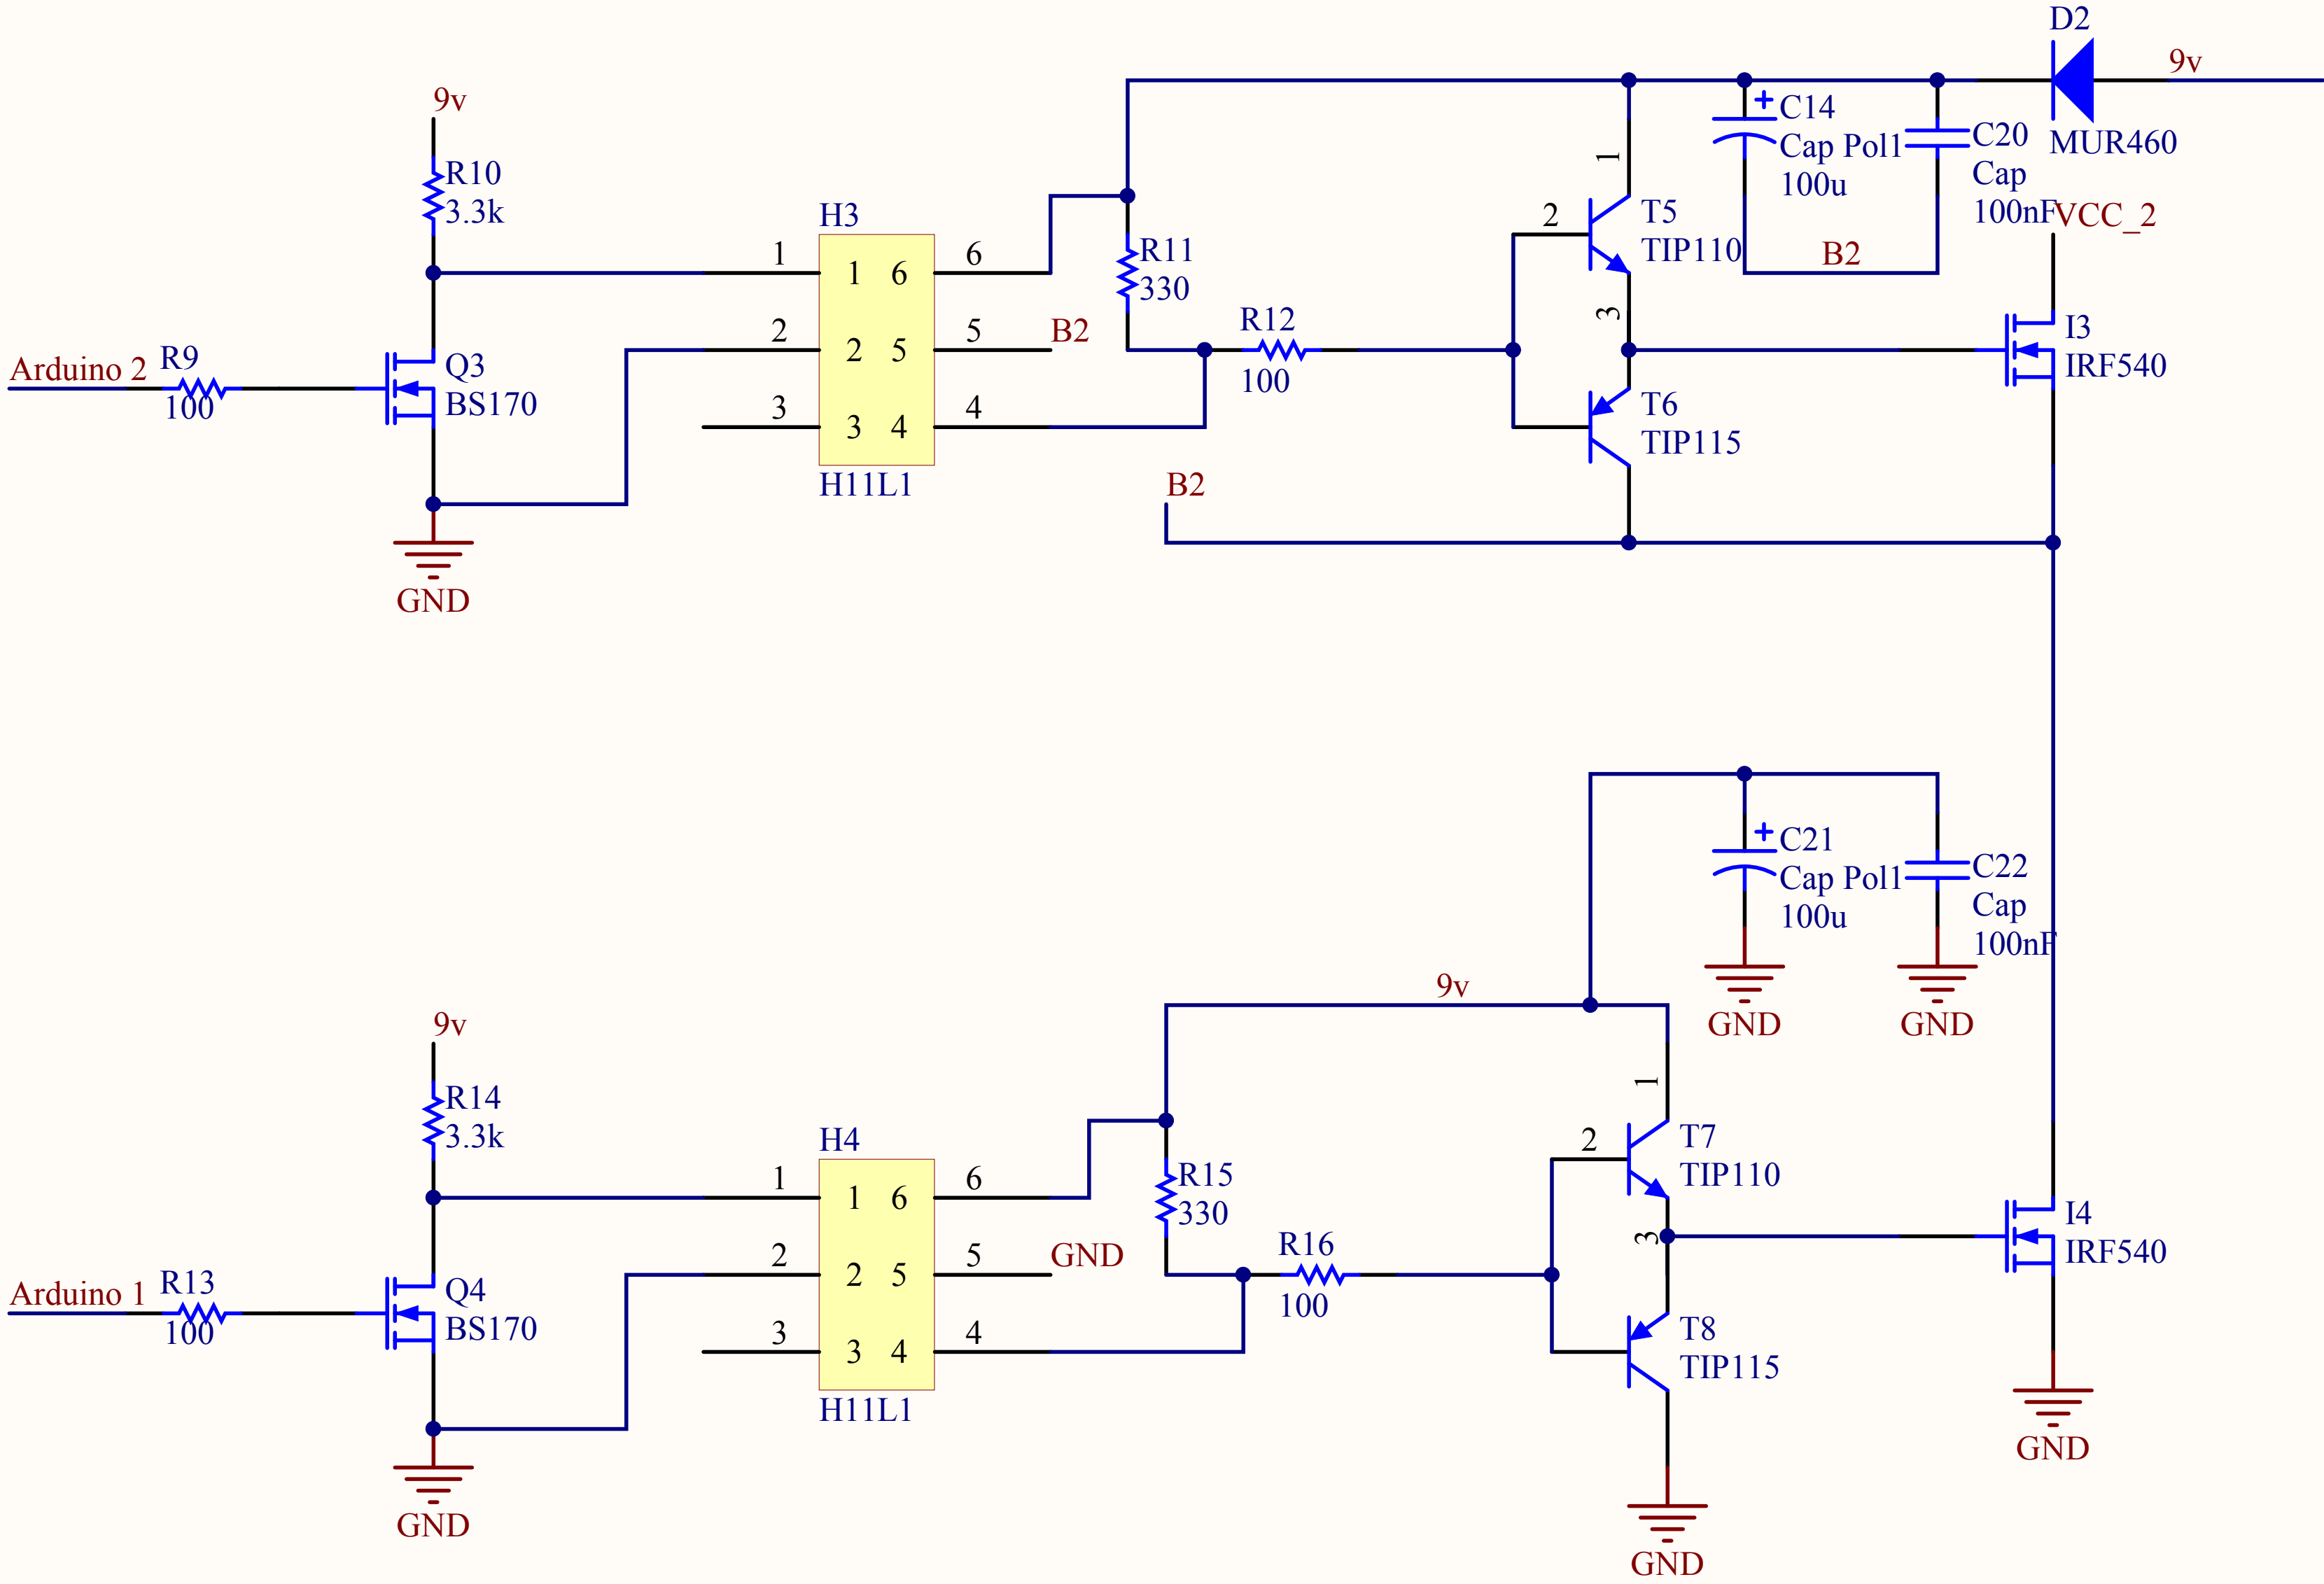 D2
9v
MUR460
9v
R10
3.3k
Arduino 2
R9
100
Q3
BS170
GND
H3
1
1
6
6
2
2
5
5
B2
3
3
4
4
H11L1
R11
330
R12
100
B2
1
2
T5
TIP110
3
T6
TIP115
C14
Cap Pol1
100u
C20
Cap
100nF
B2
VCC_2
I3
IRF540
C21
Cap Pol1
100u
GND
C22
Cap
100nF
GND
9v
9v
R14
3.3k
Arduino 1
R13
100
Q4
BS170
GND
H4
1
1
6
6
2
2
5
5
GND
3
3
4
4
H11L1
R15
330
R16
100
1
2
T7
TIP110
3
T8
TIP115
GND
I4
IRF540
GND